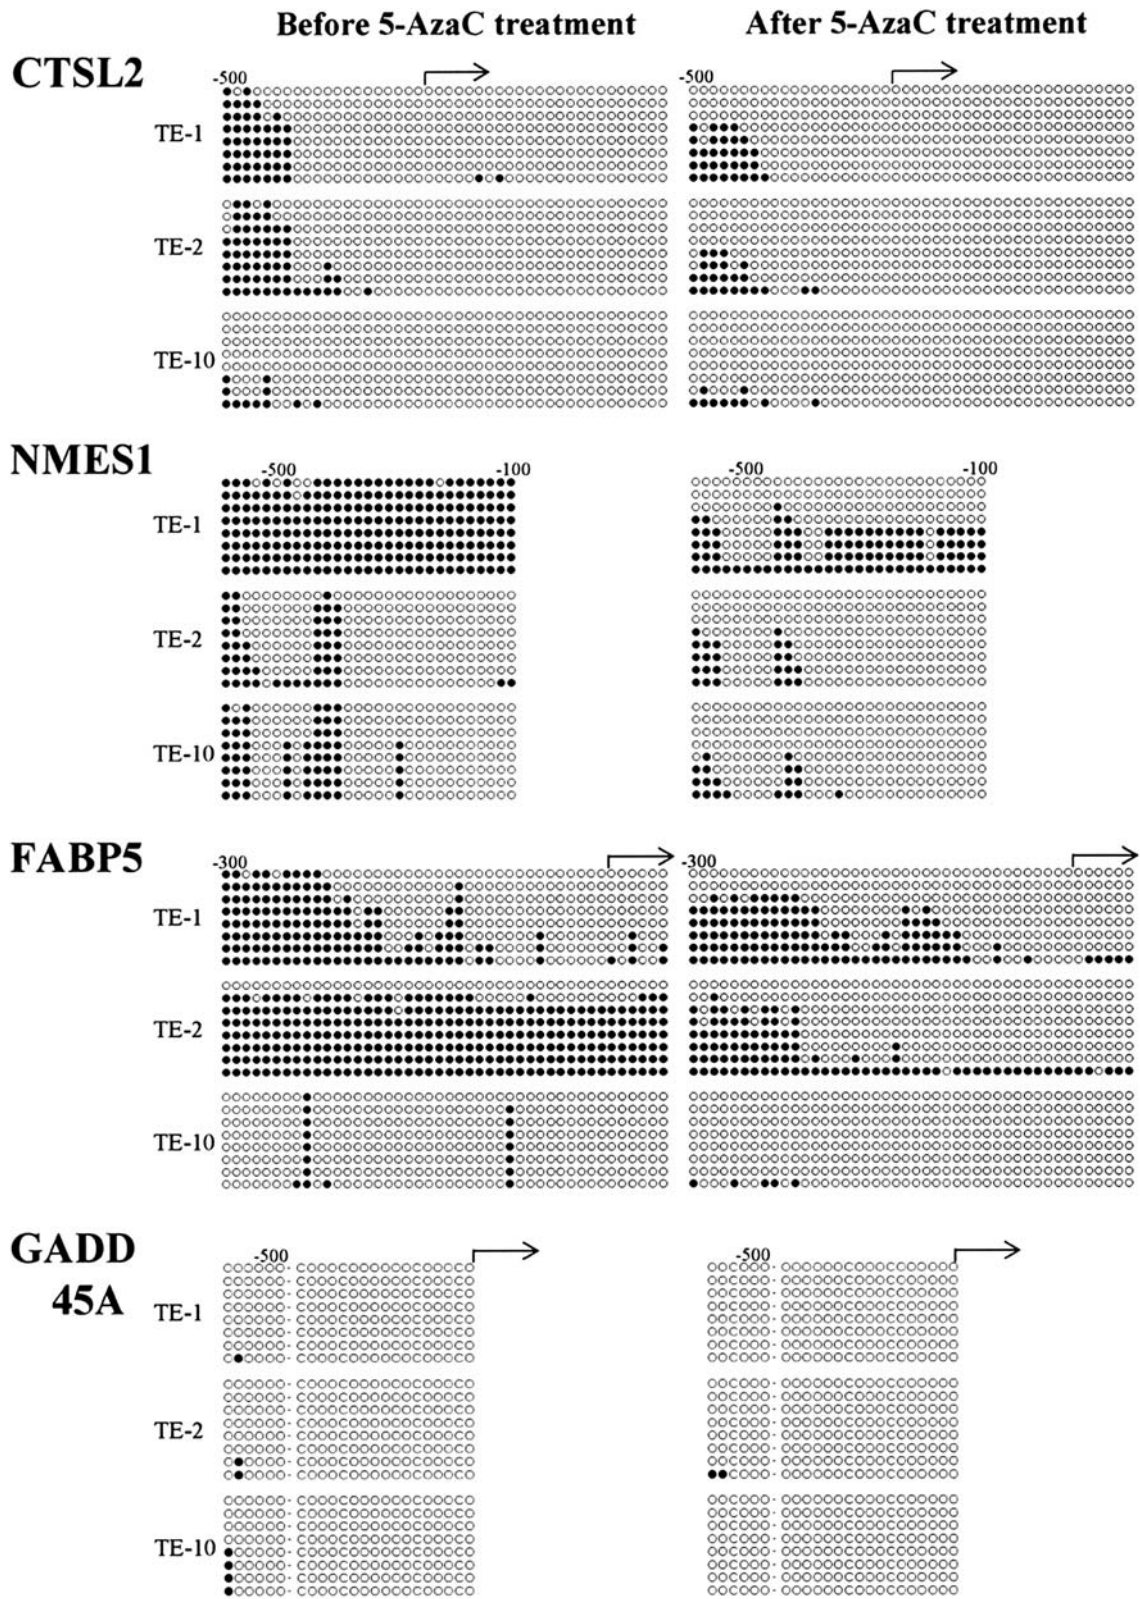 Before 5-AzaC treatment
After 5-AzaC treatment
CTSL2
-500
-500
TE-1
TE-2
TE-10
NMES1
-500
-100
-500
-100
TE-1
TE-2
TE-10
FABP5
-300
-300
TE-1
TE-2
TE-10
GADD
45A
-500
-500
TE-1
TE-2
TE-10